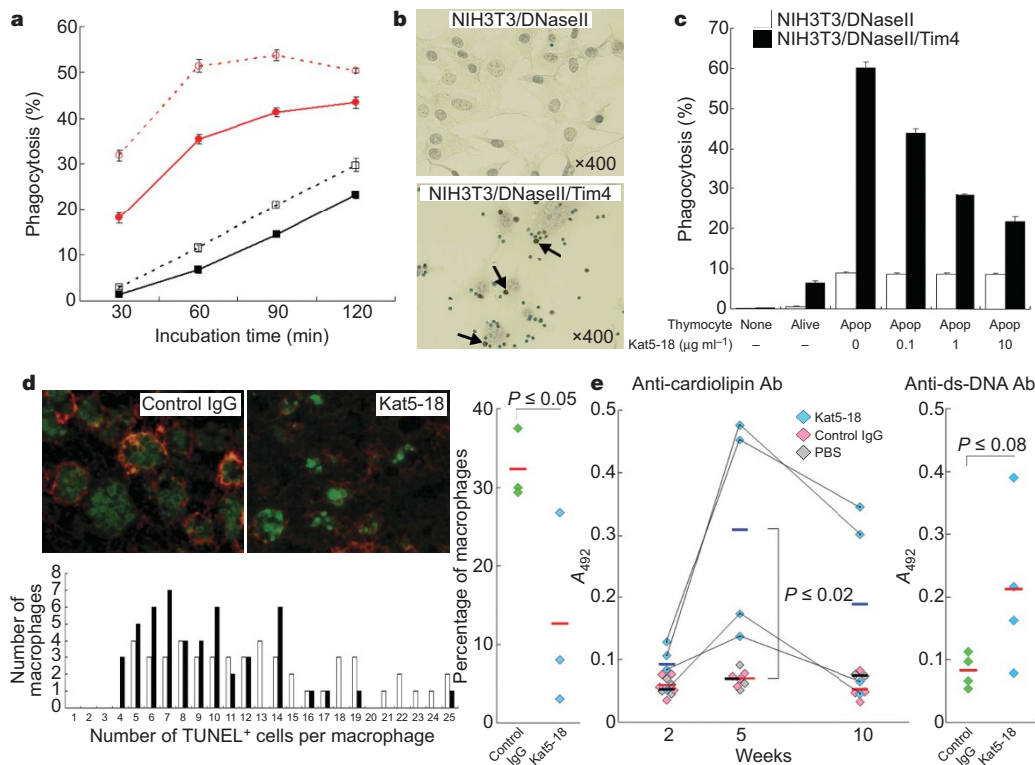 a
Phagocytosis (%)
60
50
40
30
20
10
0
30 60 90 120
Incubation time (min)
b
NIH3T3/DNaseII
×400
NIH3T3/DNaseII/Tim4
×400
c
NIH3T3/DNaseII
NIH3T3/DNaseII/Tim4
Phagocytosis (%)
70
60
50
40
30
20
10
0
Thymocyte None Alive Apop Apop Apop Apop
Kat5-18 (μg ml–1) – – 0 0.1 1 10
d
Control IgG
Kat5-18
Number of macrophages
8
7
6
5
4
3
2
1
1 2 3 4 5 6 7 8 9 10 11 12 13 14 15 16 17 18 19 20 21 22 23 24 25
Number of TUNEL+ cells per macrophage
P ≤ 0.05
Percentage of macrophages
40
30
20
10
0
Control IgG
Kat5-18
e
Anti-cardiolipin Ab
Kat5-18
Control IgG
PBS
A492
0.5
0.4
0.3
0.2
0.1
0
P ≤ 0.02
2 5 10
Weeks
Anti-ds-DNA Ab
P ≤ 0.08
A492
0.5
0.4
0.3
0.2
0.1
0
Control IgG
Kat5-18